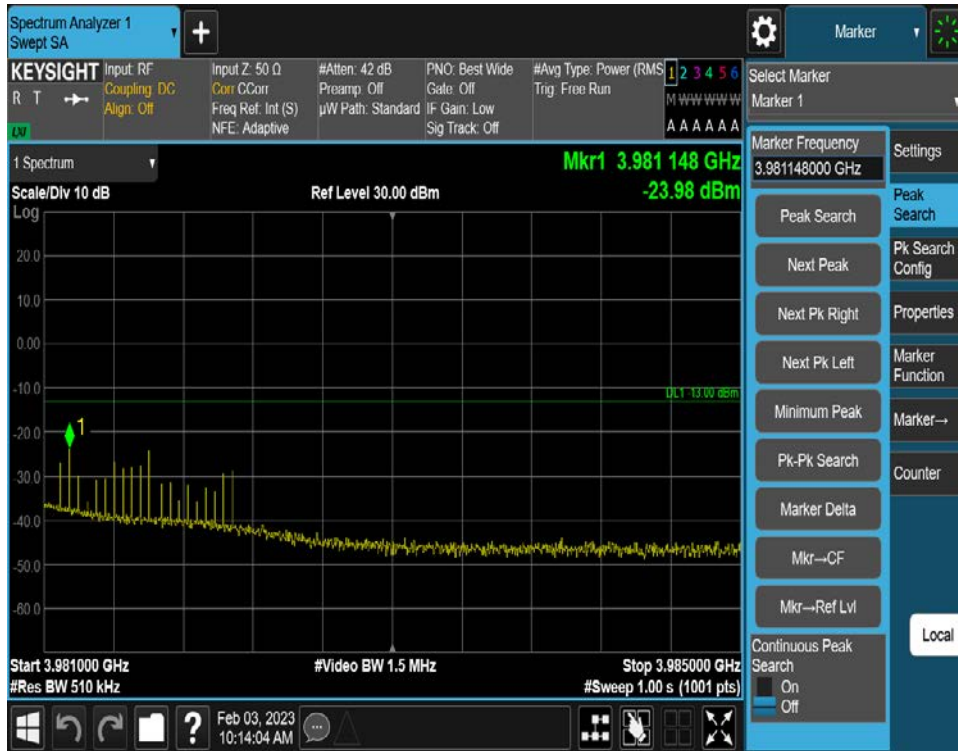 Spectrum Analyzer 1
Swept SA
+
Marker
KEYSIGHT
R T
LXI
Input: RF
Coupling: DC
Align: Off
Input Z: 50 Ω
Corr CCorr
Freq Ref: Int (S)
NFE: Adaptive
#Atten: 42 dB
Preamp: Off
µW Path: Standard
PNO: Best Wide
Gate: Off
IF Gain: Low
Sig Track: Off
#Avg Type: Power (RMS
Trig: Free Run
1 2 3 4 5 6
M W W W W W
A A A A A A
Select Marker
Marker 1
1 Spectrum
Scale/Div 10 dB
Log
Ref Level 30.00 dBm
Mkr1 3.981 148 GHz
-23.98 dBm
20.0
10.0
0.00
-10.0
-20.0
-30.0
-40.0
-50.0
-60.0
DL1 -13.00 dBm
1
Start 3.981000 GHz
#Res BW 510 kHz
#Video BW 1.5 MHz
Stop 3.985000 GHz
#Sweep 1.00 s (1001 pts)
Marker Frequency
3.981148000 GHz
Peak Search
Next Peak
Next Pk Right
Next Pk Left
Minimum Peak
Pk-Pk Search
Marker Delta
Mkr→CF
Mkr→Ref Lvl
Continuous Peak
Search
On
Off
Settings
Peak
Search
Pk Search
Config
Properties
Marker
Function
Marker→
Counter
Local
?
Feb 03, 2023
10:14:04 AM